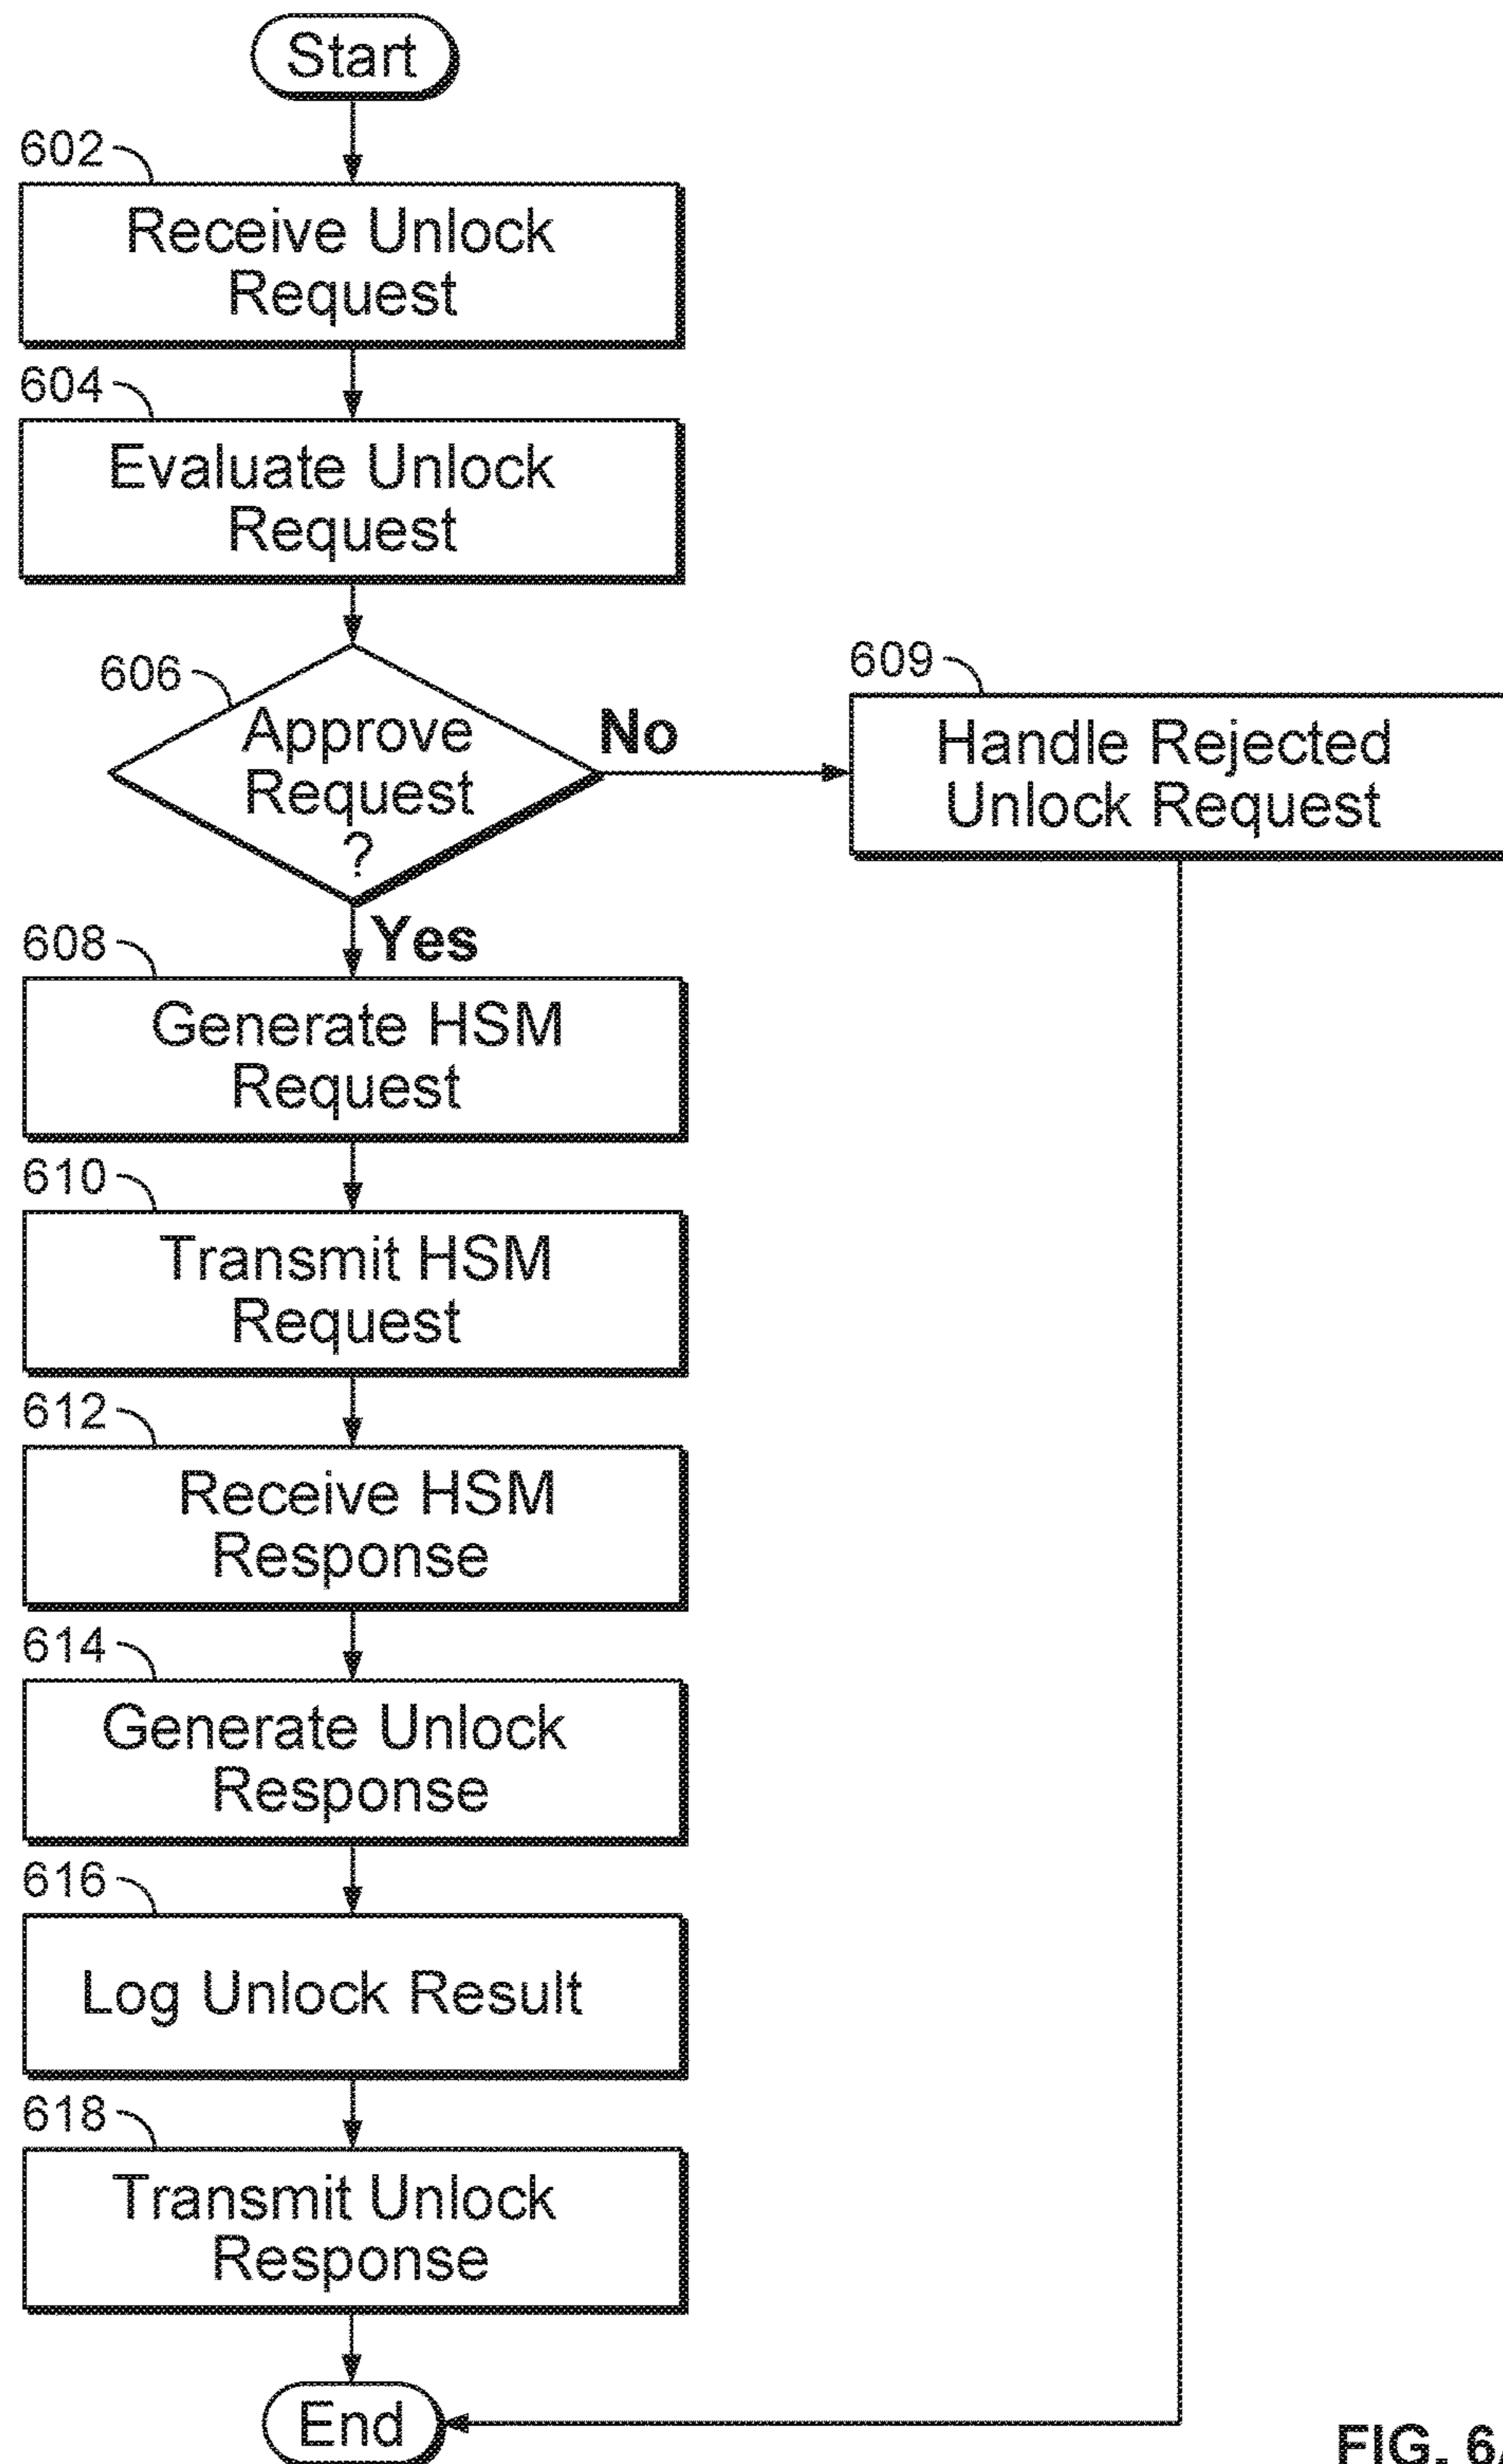 Start
602
Receive Unlock
Request
604
Evaluate Unlock
Request
606
Approve
Request
?
No
609
Handle Rejected
Unlock Request
Yes
608
Generate HSM
Request
610
Transmit HSM
Request
612
Receive HSM
Response
614
Generate Unlock
Response
616
Log Unlock Result
618
Transmit Unlock
Response
End
FIG.